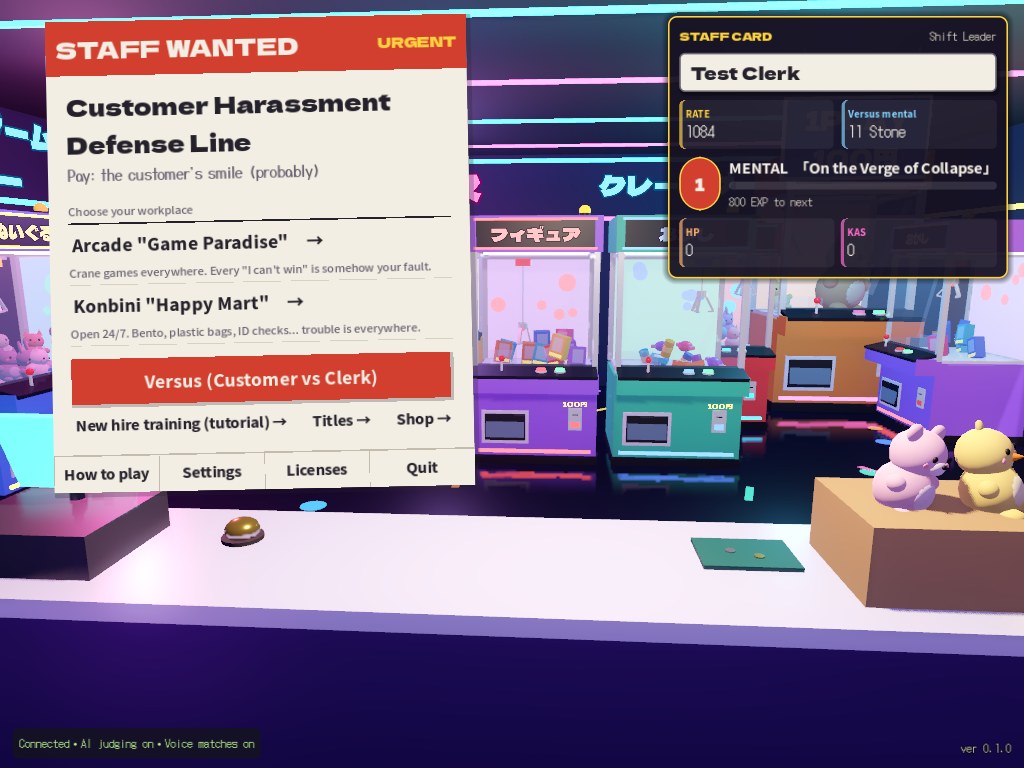 STAFF WANTED
URGENT
Customer Harassment
Defense Line
Pay: the customer's smile (probably)
Choose your workplace
Arcade "Game Paradise" →
Crane games everywhere. Every "I can't win" is somehow your fault.
Konbini "Happy Mart" →
Open 24/7. Bento, plastic bags, ID checks... trouble is everywhere.
Versus (Customer vs Clerk)
New hire training (tutorial) → Titles → Shop →
How to play Settings Licenses Quit
STAFF CARD
Shift Leader
Test Clerk
RATE
1084
Versus mental
11 Stone
1
MENTAL 「On the Verge of Collapse」
800 EXP to next
HP
0
KAS
0
フィギュア
クレー
100円
100円
Connected • AI judging on • Voice matches on
ver 0.1.0